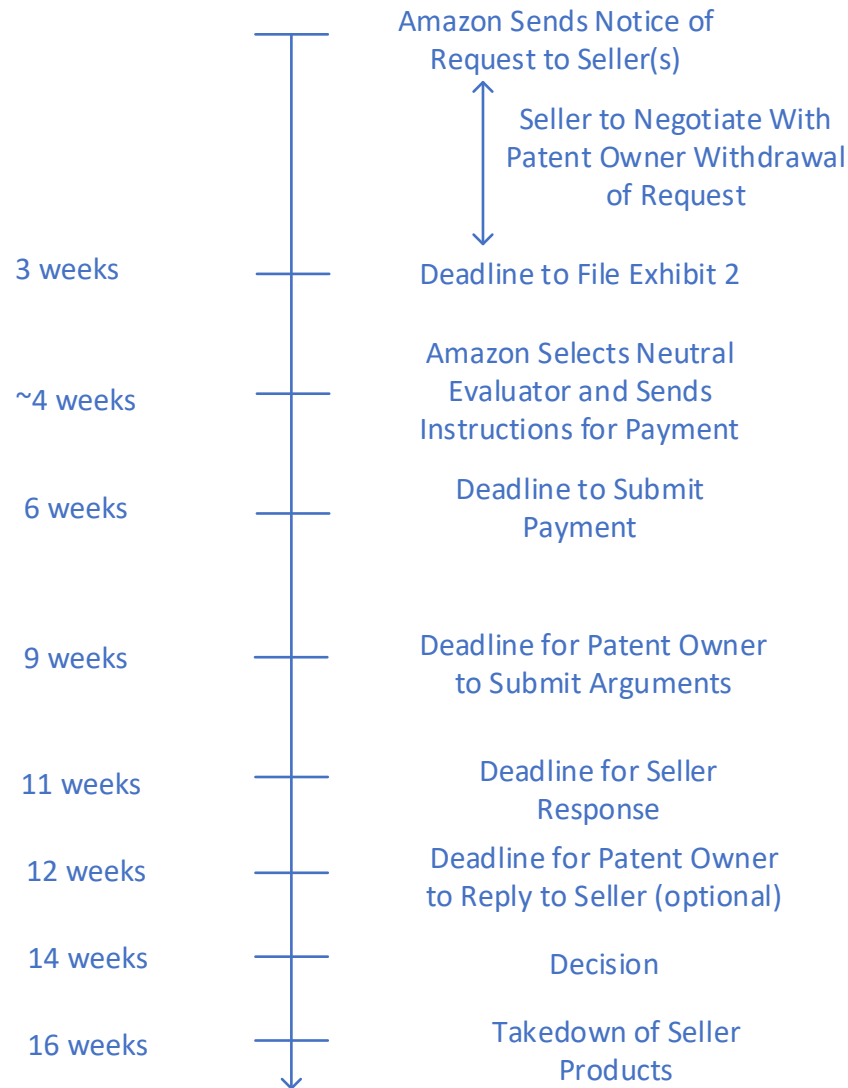 Amazon Sends Notice of
Request to Seller(s)
Seller to Negotiate With
Patent Owner Withdrawal
of Request
3 weeks
Deadline to File Exhibit 2
~4 weeks
Amazon Selects Neutral
Evaluator and Sends
Instructions for Payment
6 weeks
Deadline to Submit
Payment
9 weeks
Deadline for Patent Owner
to Submit Arguments
11 weeks
Deadline for Seller
Response
12 weeks
Deadline for Patent Owner
to Reply to Seller (optional)
14 weeks
Decision
16 weeks
Takedown of Seller
Products